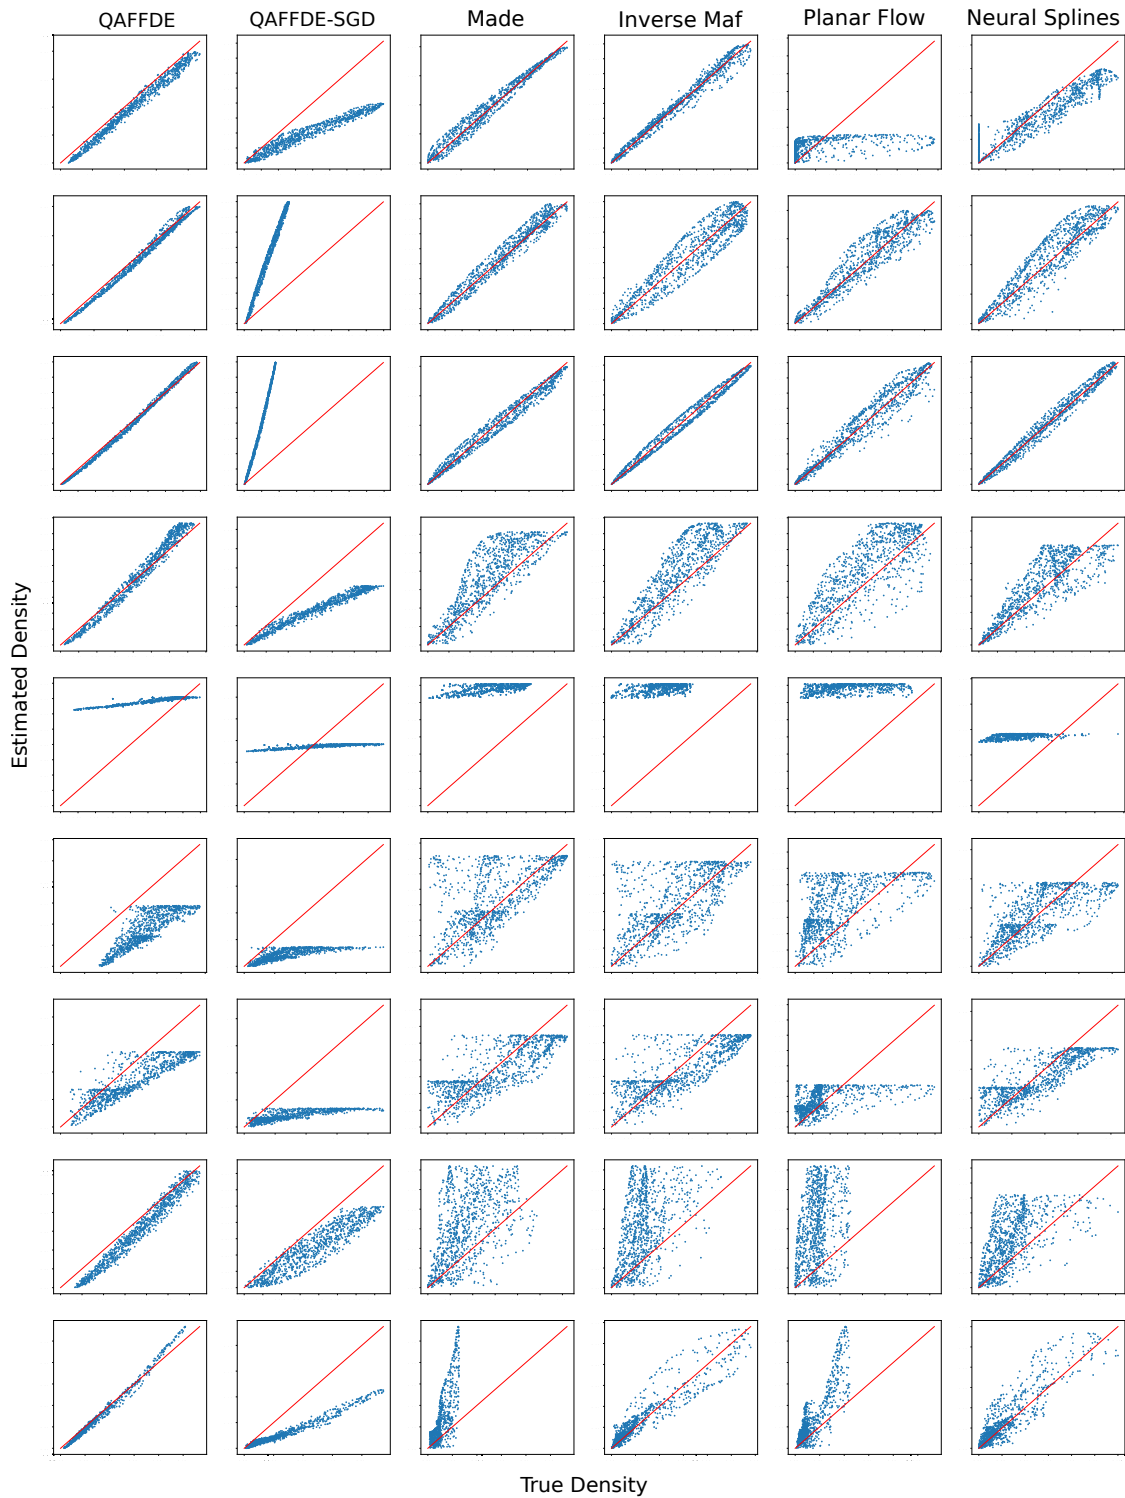 QAFFDE
QAFFDE-SGD
Made
Inverse Maf
Planar Flow
Neural Splines
Estimated Density
True Density